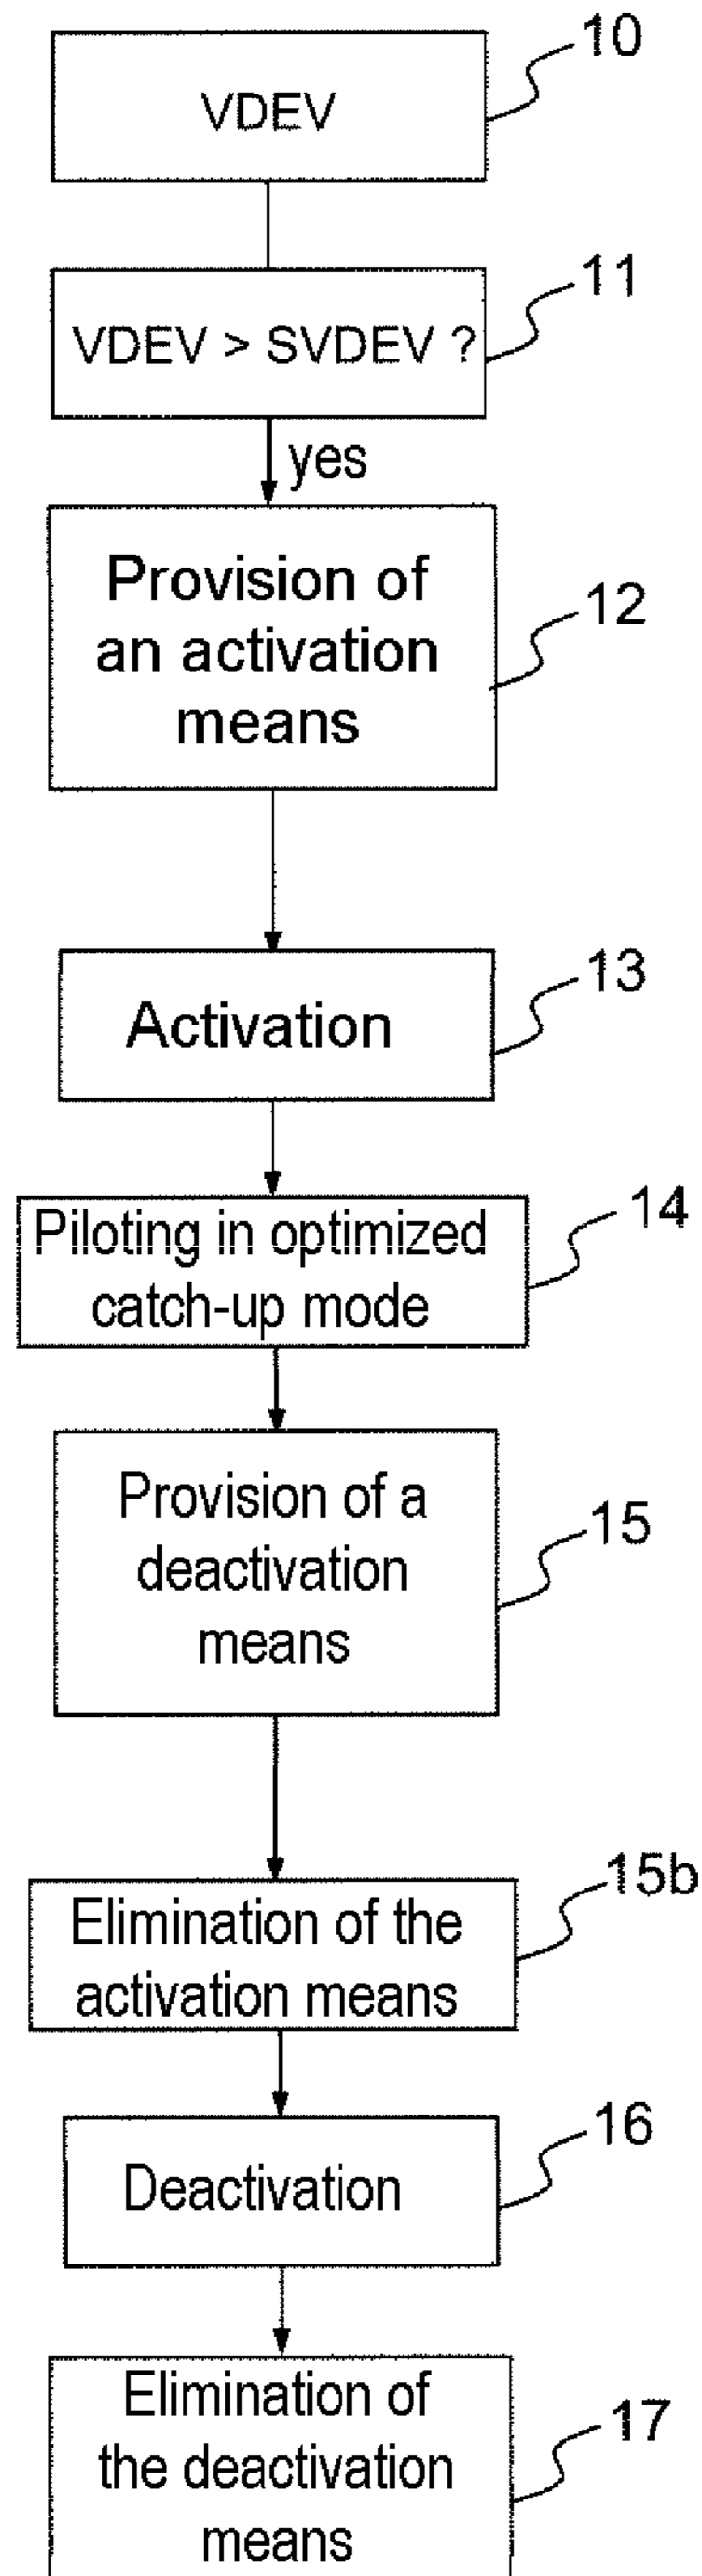 10
VDEV
11
VDEV > SVDEV ?
yes
Provision of
an activation
means
12
Activation
13
Piloting in optimized
catch-up mode
14
Provision of a
deactivation
means
15
Elimination of the
activation means
15b
Deactivation
16
Elimination of
the deactivation
means
17